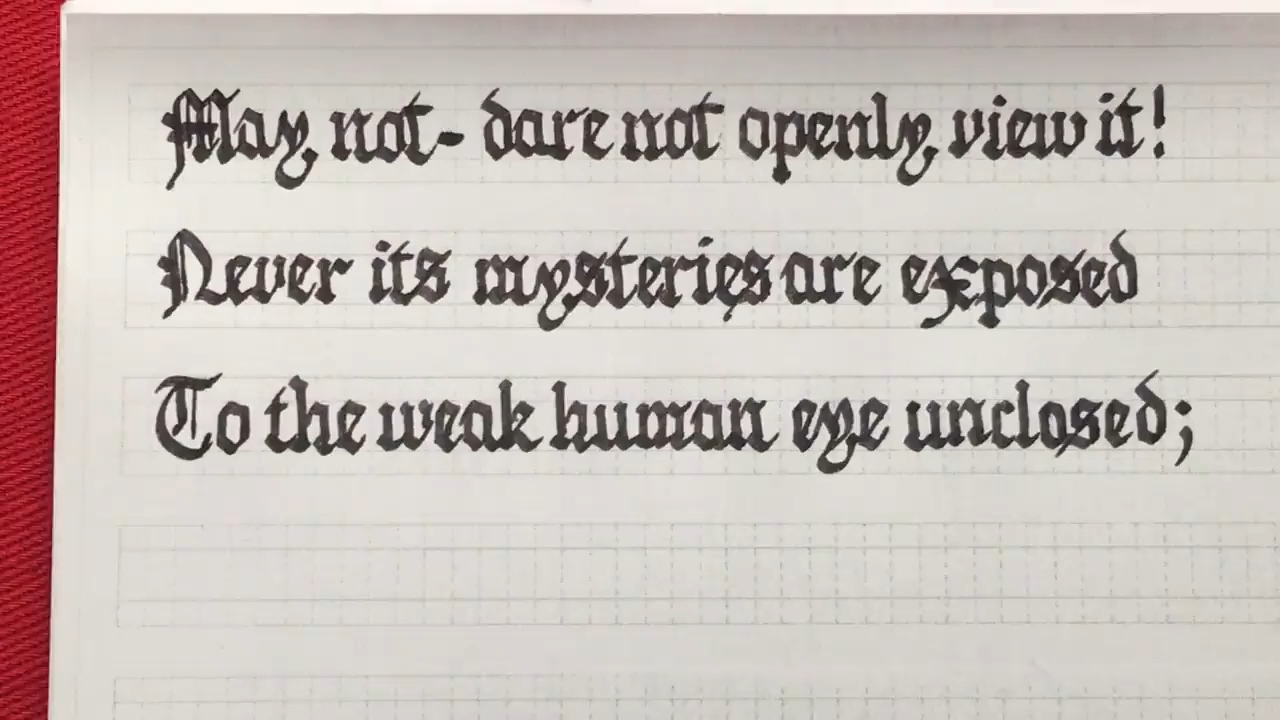 May not- dare not openly view it!
Never its mysteries are exposed
To the weak human eye unclosed;